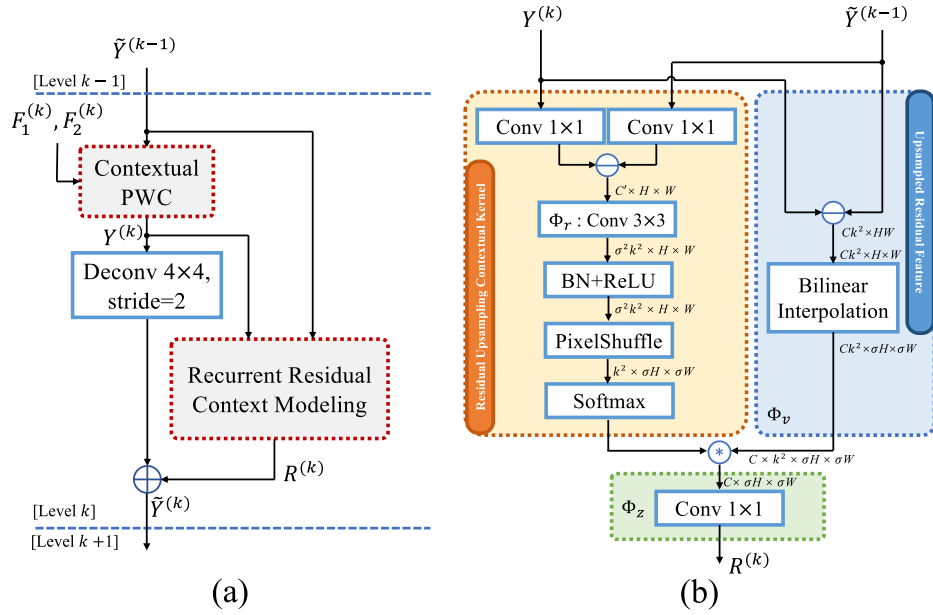 Ỹ^(k−1)
[Level k − 1]
F₁^(k), F₂^(k)
Contextual
PWC
Y^(k)
Deconv 4×4,
stride=2
Recurrent Residual
Context Modeling
R^(k)
Ỹ^(k)
[Level k]
[Level k +1]
(a)
Y^(k)
Ỹ^(k−1)
Conv 1×1
Conv 1×1
C′× H × W
Φ_r : Conv 3×3
σ²k² × H × W
BN+ReLU
σ²k² × H × W
PixelShuffle
k² × σH × σW
Softmax
Residual Upsampling Contextual Kernel
Upsampled Residual
Feature
Ck² × HW
Ck² × H × W
Bilinear
Interpolation
Ck² × σH × σW
Φ_v
*
C × k² × σH × σW
C × σH × σW
Φ_z
Conv 1×1
R^(k)
(b)